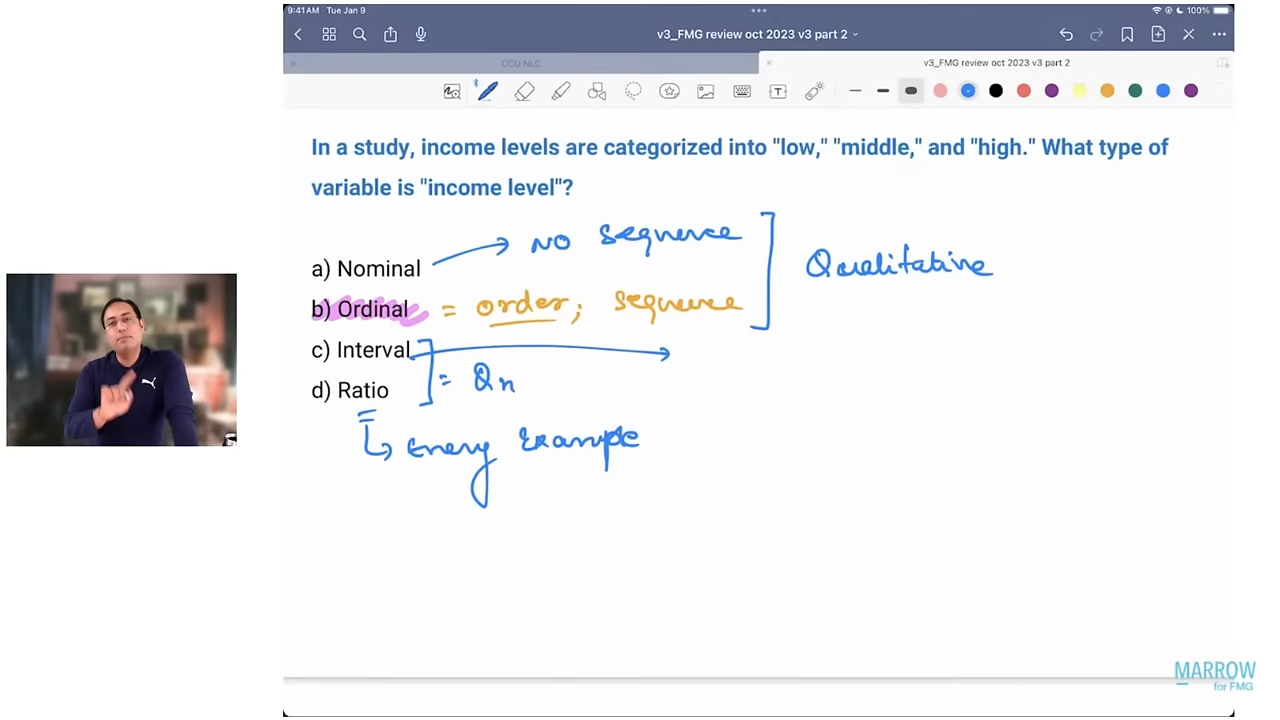 9:41AM Tue Jan 9
100%
v3_FMG review oct 2023 v3 part 2
CCU NLC
v3_FMG review oct 2023 v3 part 2
T
In a study, income levels are categorized into "low," "middle," and "high." What type of
variable is "income level"?
NO Sequence
a) Nominal
Qualitative
b) Ordinal = order; Sequence
c) Interval
= Qn
d) Ratio
Every Example
MARROW
for FMG